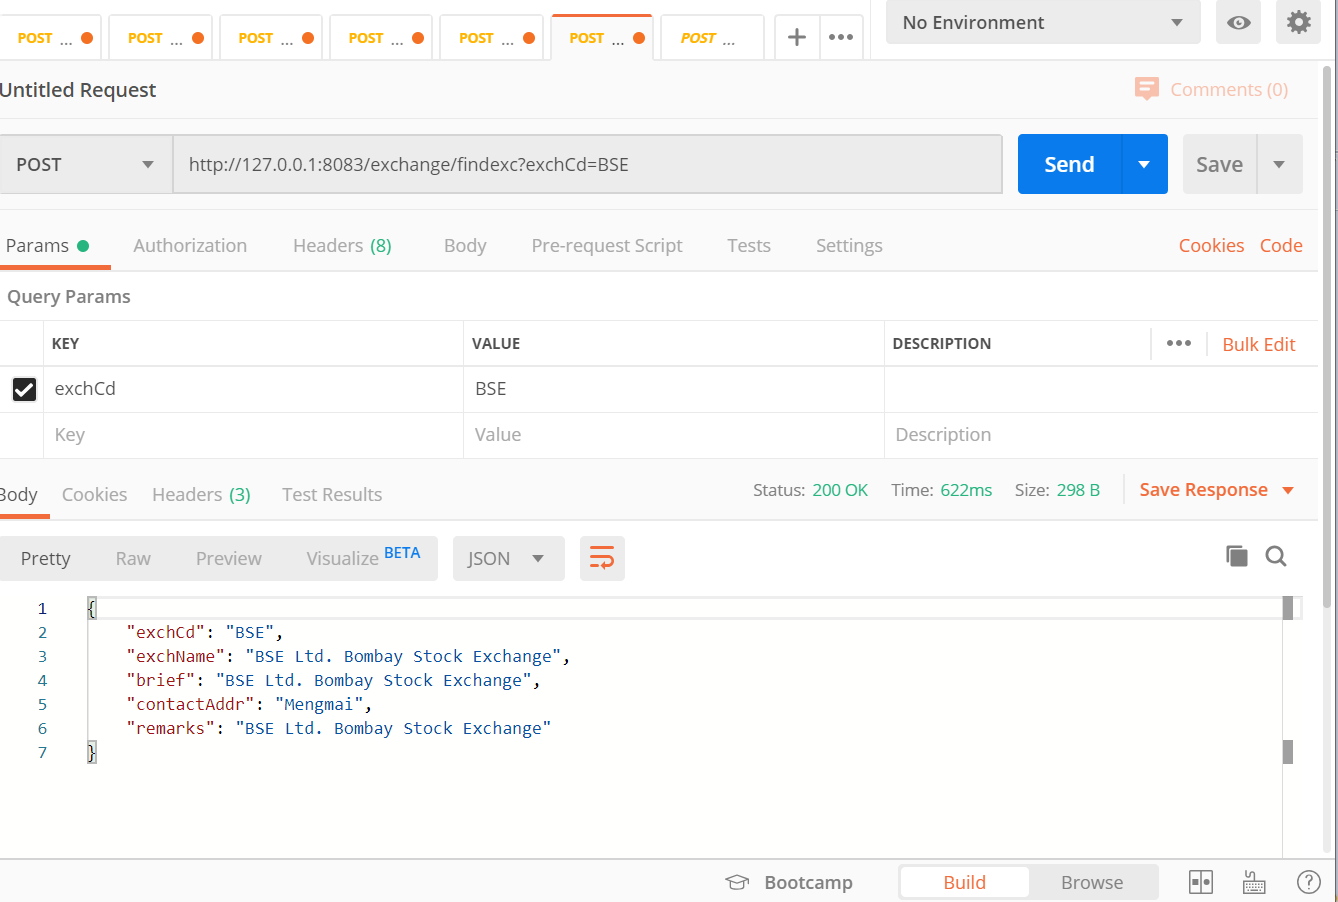 POST ... POST ... POST ... POST ... POST ... POST ... POST ... + ••• No Environment
Untitled Request Comments (0)
POST http://127.0.0.1:8083/exchange/findexc?exchCd=BSE Send Save
Params Authorization Headers (8) Body Pre-request Script Tests Settings Cookies Code
Query Params
KEY VALUE DESCRIPTION ••• Bulk Edit
exchCd BSE
Key Value Description
Body Cookies Headers (3) Test Results Status: 200 OK Time: 622ms Size: 298 B Save Response
Pretty Raw Preview Visualize BETA JSON
1 {
2 "exchCd": "BSE",
3 "exchName": "BSE Ltd. Bombay Stock Exchange",
4 "brief": "BSE Ltd. Bombay Stock Exchange",
5 "contactAddr": "Mengmai",
6 "remarks": "BSE Ltd. Bombay Stock Exchange"
7 }
Bootcamp Build Browse ?